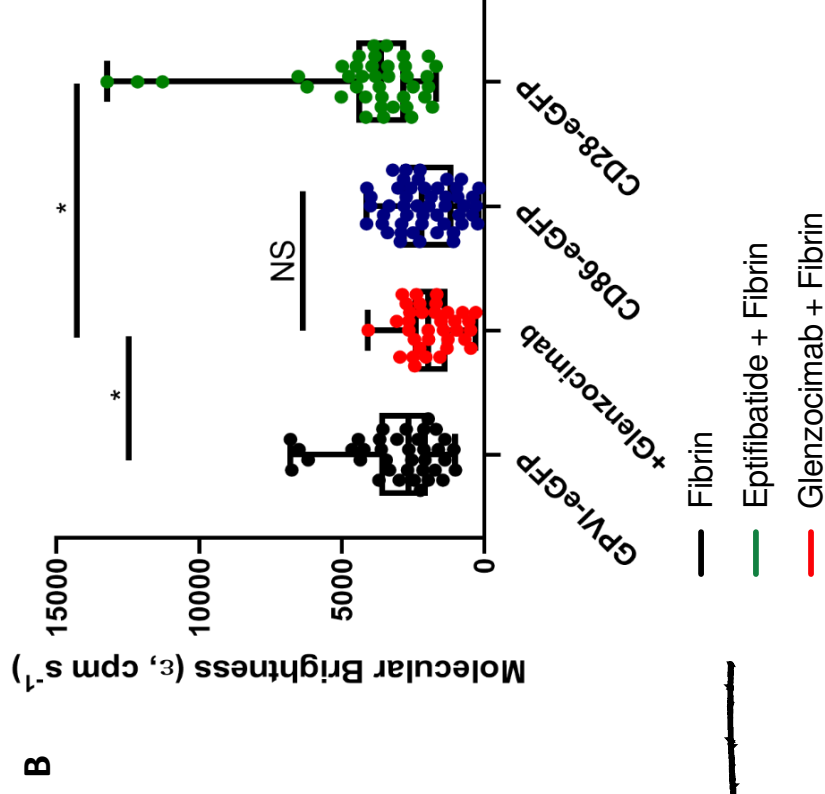 B
Molecular Brightness (ε, cpm s⁻¹)
15000
10000
5000
0
*
*
NS
GPVI-eGFP
+Glenzocimab
CD86-eGFP
CD28-eGFP
Fibrin
Eptifibatide + Fibrin
Glenzocimab + Fibrin